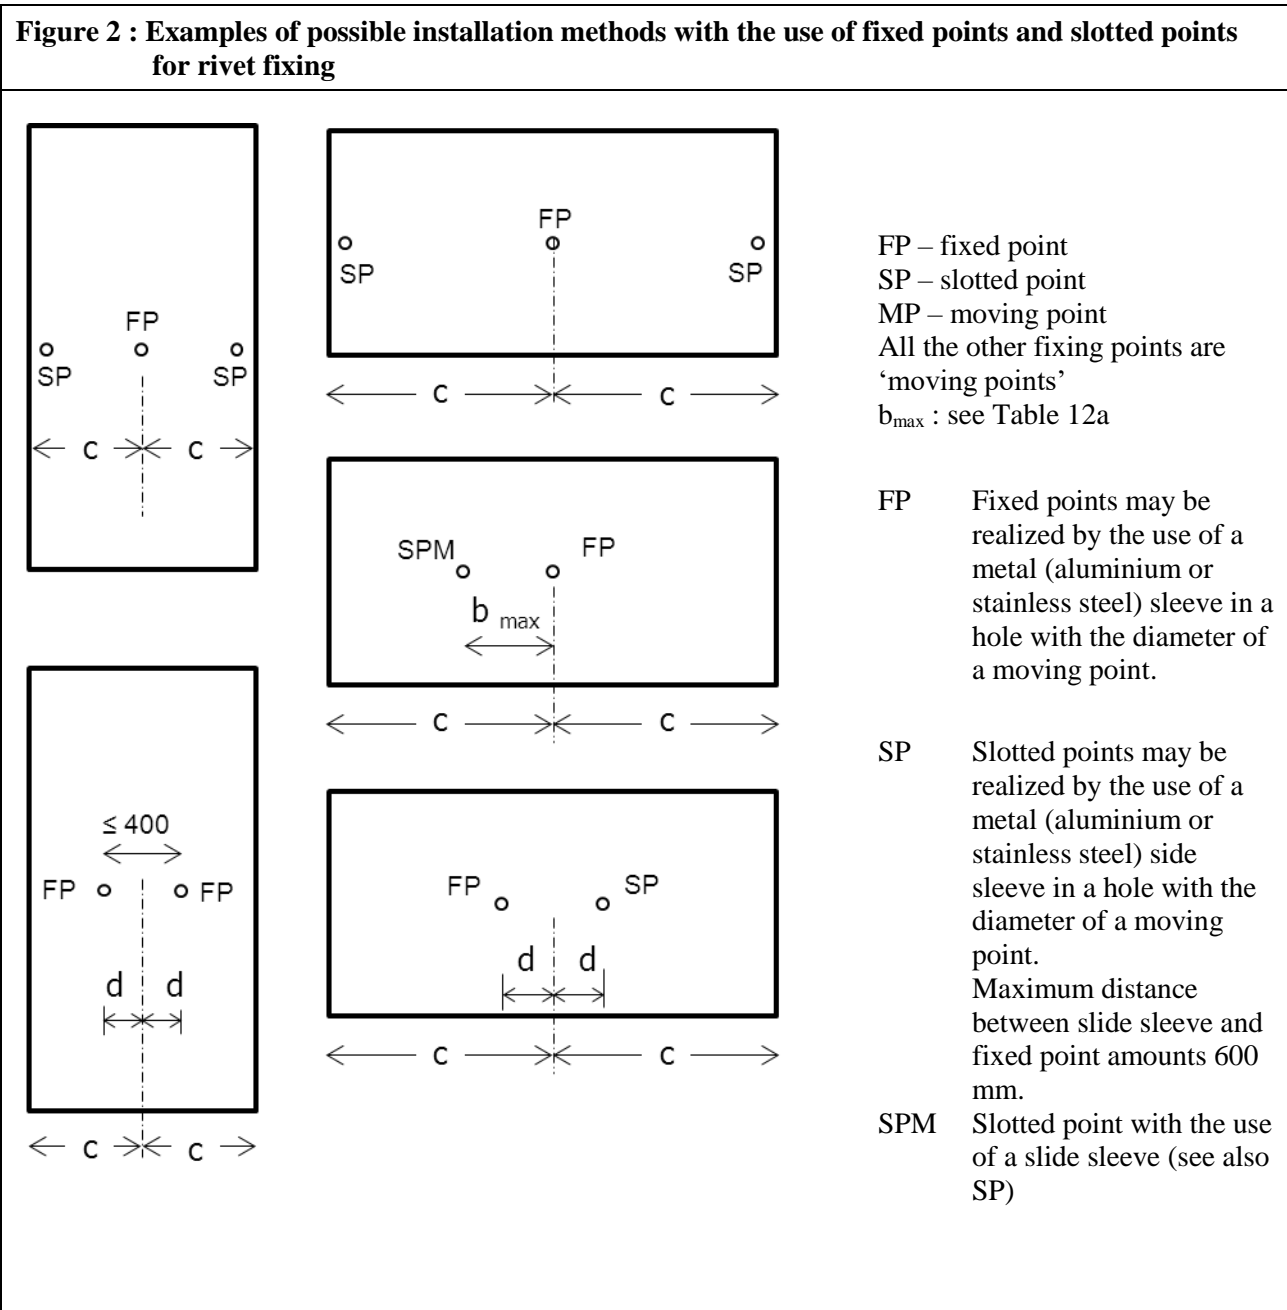 Figure 2 : Examples of possible installation methods with the use of fixed points and slotted points
for rivet fixing
FP
SP
SP
c
c
FP
SP
SP
c
c
SPM
FP
b max
c
c
≤ 400
FP
FP
d
d
c
c
FP
SP
d
d
c
c
FP – fixed point
SP – slotted point
MP – moving point
All the other fixing points are
‘moving points’
bmax : see Table 12a
FP Fixed points may be
realized by the use of a
metal (aluminium or
stainless steel) sleeve in a
hole with the diameter of
a moving point.
SP Slotted points may be
realized by the use of a
metal (aluminium or
stainless steel) side
sleeve in a hole with the
diameter of a moving
point.
Maximum distance
between slide sleeve and
fixed point amounts 600
mm.
SPM Slotted point with the use
of a slide sleeve (see also
SP)